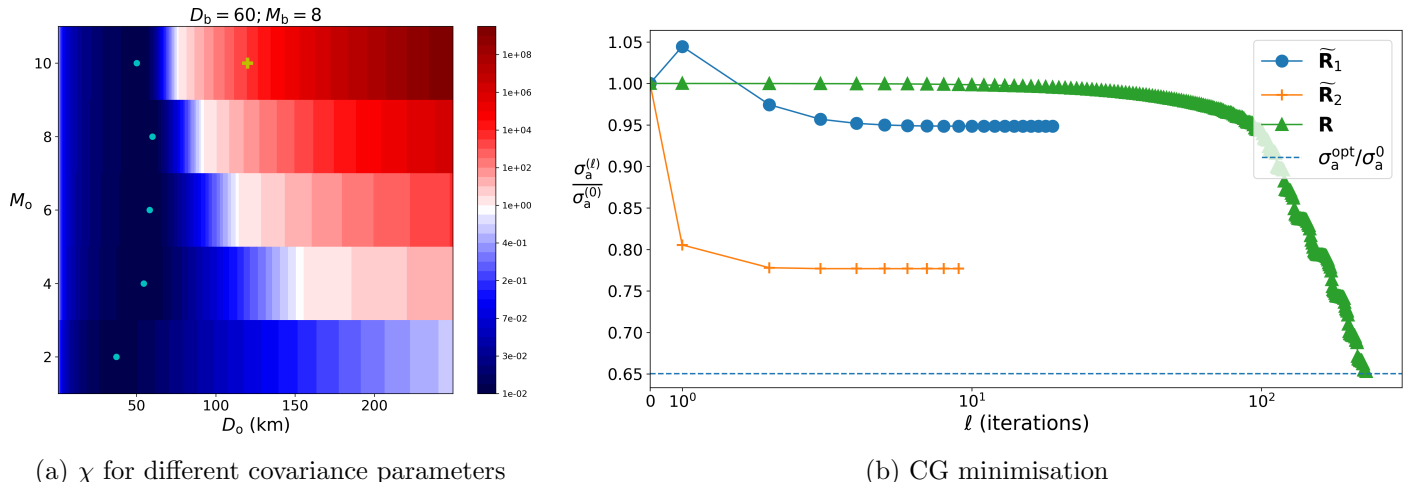 D_b = 60; M_b = 8
M_o
10
8
6
4
2
50
100
150
200
D_o (km)
1e+08
1e+06
1e+04
1e+02
1e+00
4e-01
2e-01
7e-02
3e-02
1e-02
(a) χ for different covariance parameters
σ_a^(ℓ) / σ_a^(0)
1.05
1.00
0.95
0.90
0.85
0.80
0.75
0.70
0.65
0
10^0
10^1
10^2
ℓ (iterations)
R̃_1
R̃_2
R
σ_a^opt/σ_a^0
(b) CG minimisation